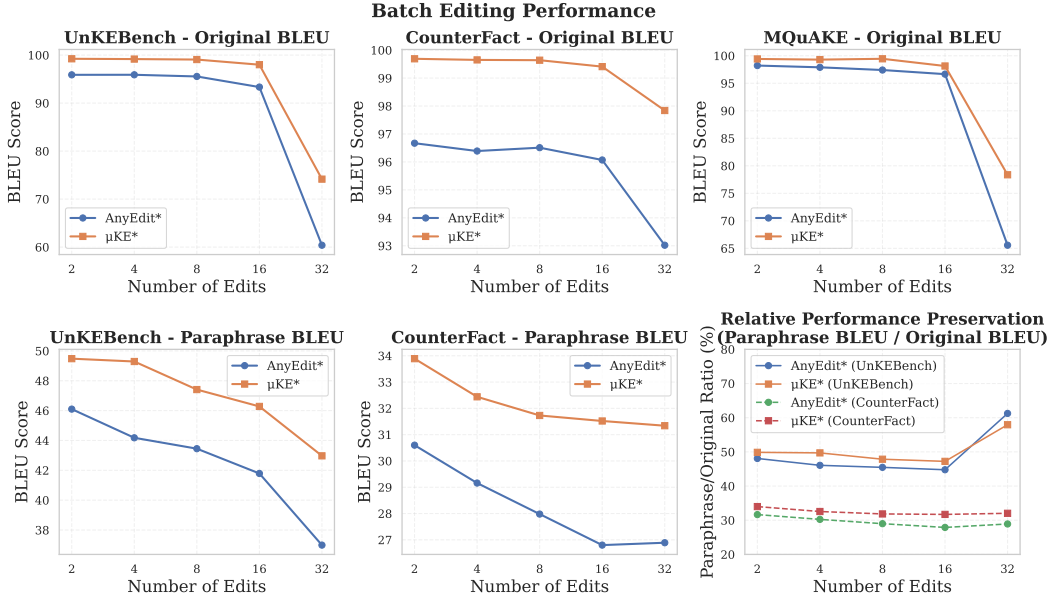 Batch Editing Performance
UnKEBench - Original BLEU
BLEU Score
100
90
80
70
60
AnyEdit*
μKE*
2 4 8 16 32
Number of Edits
CounterFact - Original BLEU
BLEU Score
100
99
98
97
96
95
94
93
AnyEdit*
μKE*
2 4 8 16 32
Number of Edits
MQuAKE - Original BLEU
BLEU Score
100
95
90
85
80
75
70
65
AnyEdit*
μKE*
2 4 8 16 32
Number of Edits
UnKEBench - Paraphrase BLEU
BLEU Score
50
48
46
44
42
40
38
AnyEdit*
μKE*
2 4 8 16 32
Number of Edits
CounterFact - Paraphrase BLEU
BLEU Score
34
33
32
31
30
29
28
27
AnyEdit*
μKE*
2 4 8 16 32
Number of Edits
Relative Performance Preservation
(Paraphrase BLEU / Original BLEU)
Paraphrase/Original Ratio (%)
80
70
60
50
40
30
20
AnyEdit* (UnKEBench)
μKE* (UnKEBench)
AnyEdit* (CounterFact)
μKE* (CounterFact)
2 4 8 16 32
Number of Edits